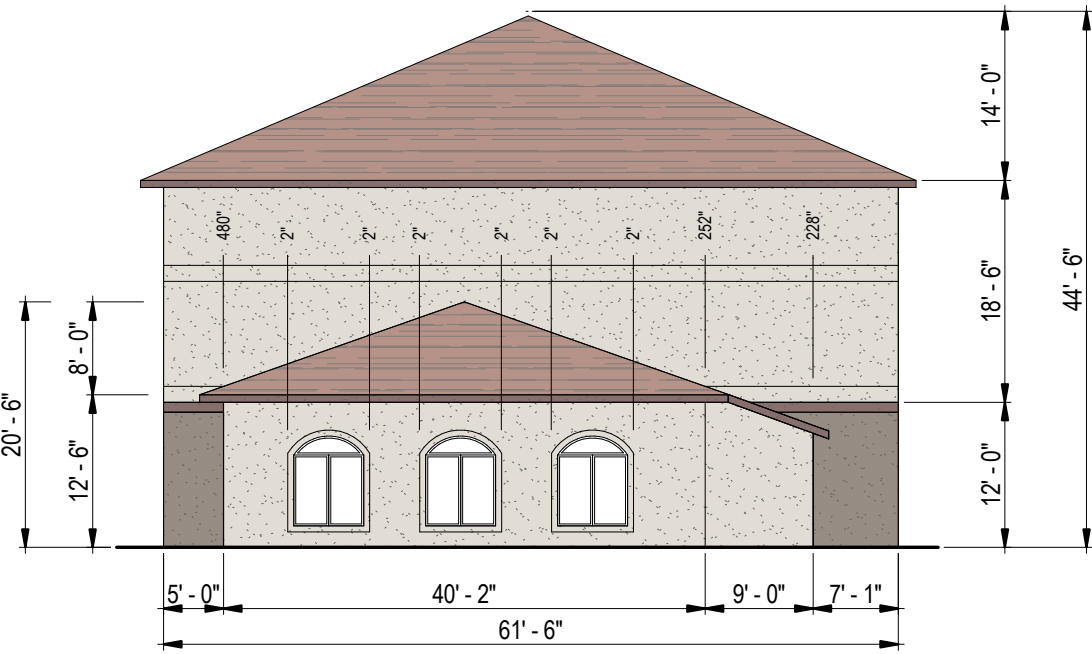 14' - 0"
480"
2"
2"
2"
2"
2"
2"
252"
228"
18' - 6"
44' - 6"
8' - 0"
20' - 6"
12' - 6"
12' - 0"
5' - 0"
40' - 2"
9' - 0"
7' - 1"
61' - 6"